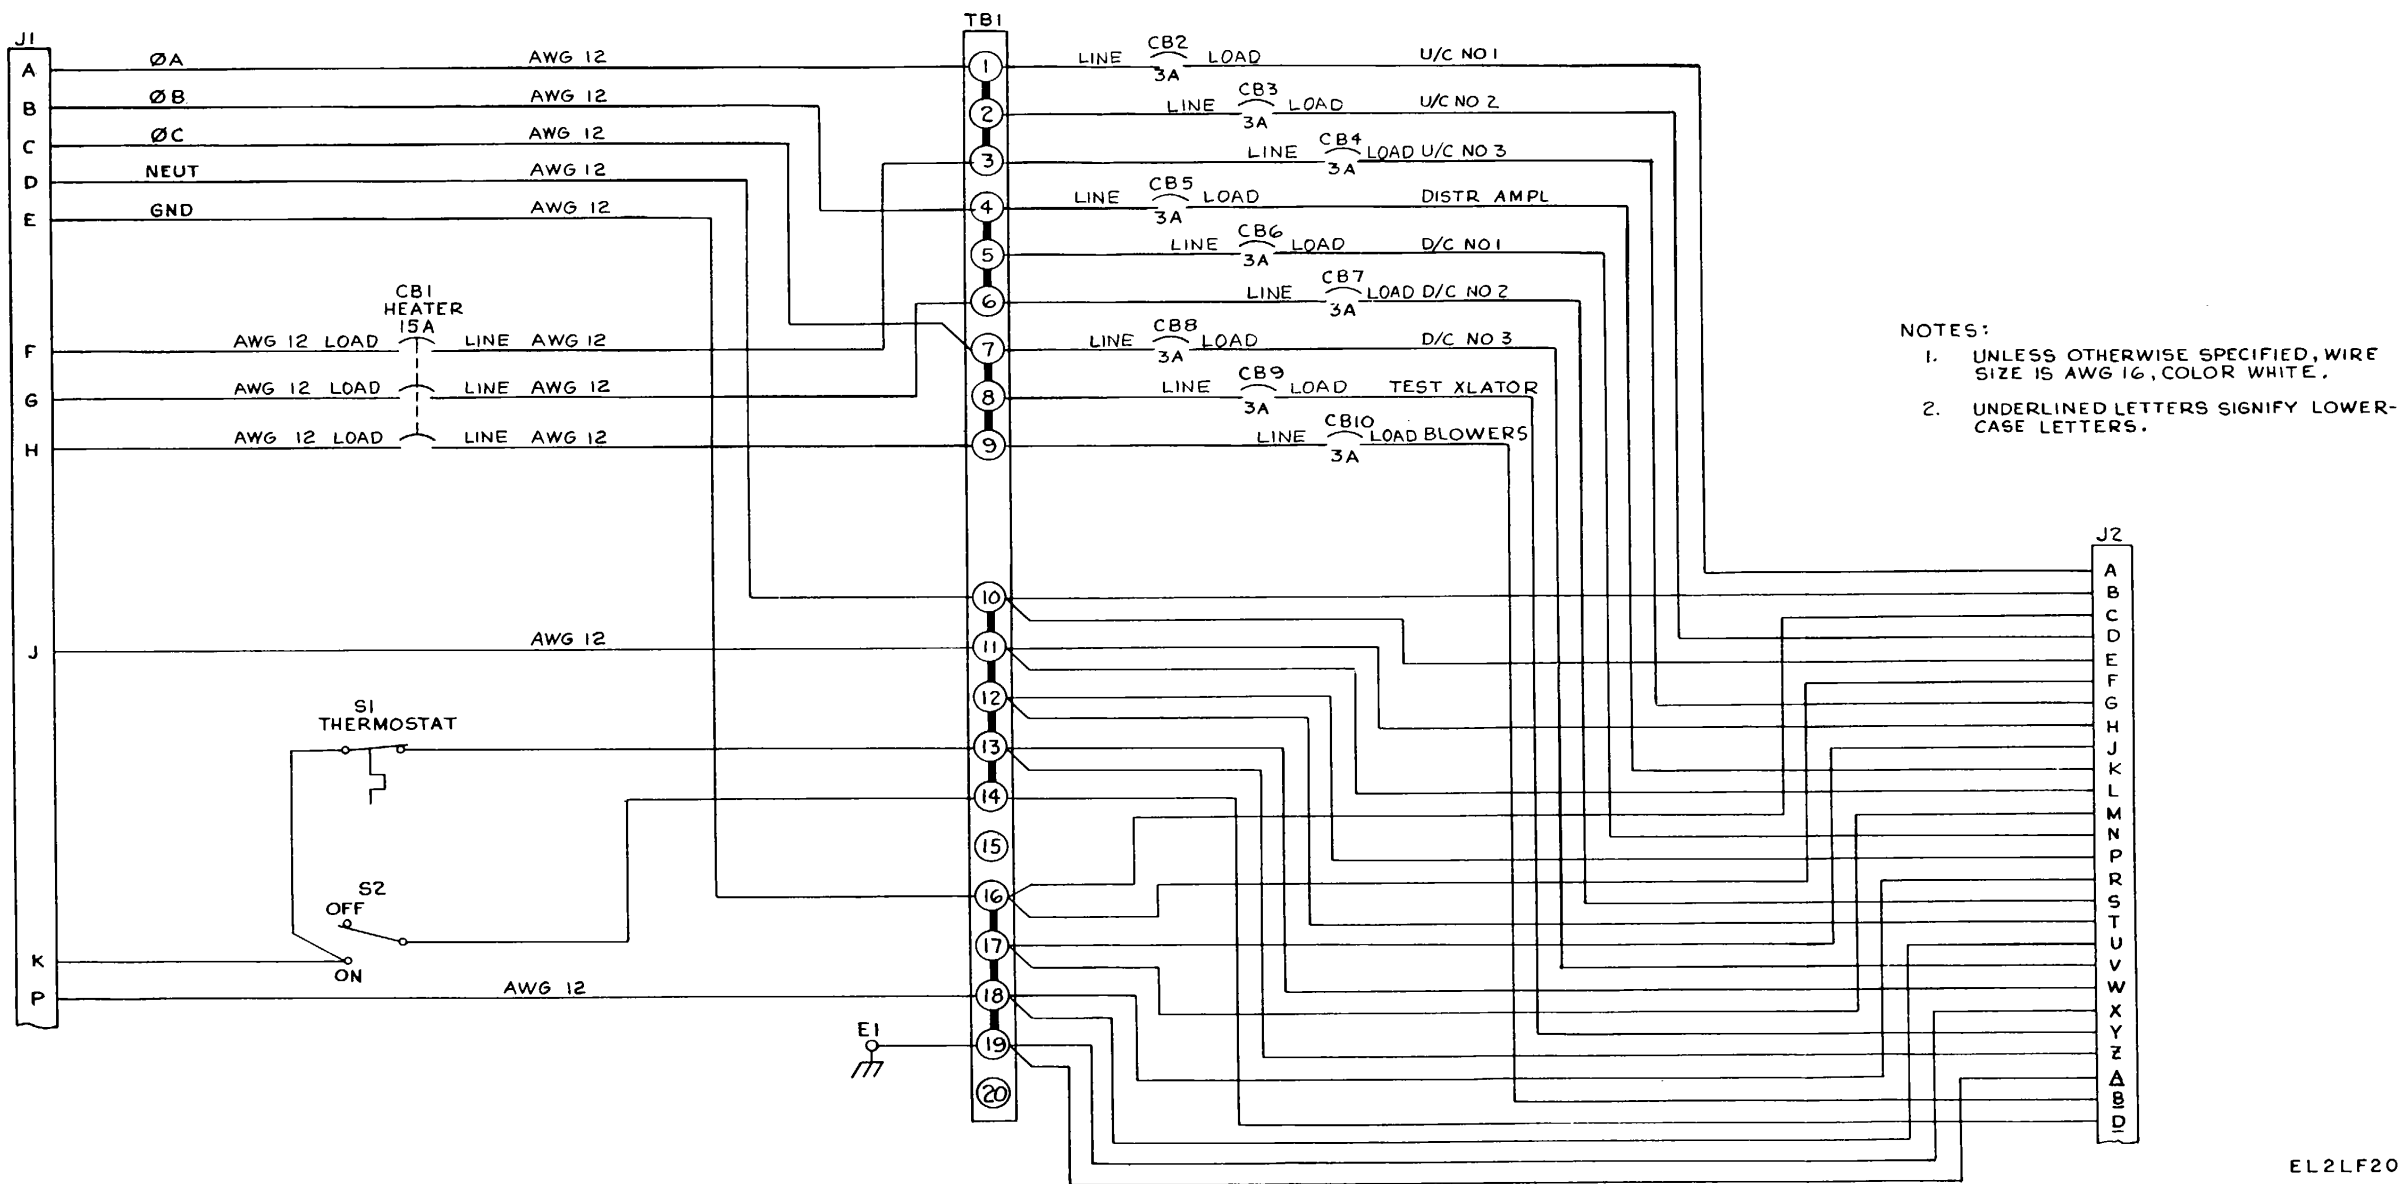 J1
A
B
C
D
E
F
G
H
J
K
P
ØA AWG 12
ØB AWG 12
ØC AWG 12
NEUT AWG 12
GND AWG 12
CB1
HEATER
15A
AWG 12 LOAD LINE AWG 12
AWG 12 LOAD LINE AWG 12
AWG 12 LOAD LINE AWG 12
AWG 12
S1
THERMOSTAT
S2
OFF
ON
AWG 12
E1
TB1
1
2
3
4
5
6
7
8
9
10
11
12
13
14
15
16
17
18
19
20
LINE CB2 LOAD U/C NO 1
3A
LINE CB3 LOAD U/C NO 2
3A
LINE CB4 LOAD U/C NO 3
3A
LINE CB5 LOAD DISTR AMPL
3A
LINE CB6 LOAD D/C NO 1
3A
LINE CB7 LOAD D/C NO 2
3A
LINE CB8 LOAD D/C NO 3
3A
LINE CB9 LOAD TEST XLATOR
3A
LINE CB10 LOAD BLOWERS
3A
NOTES:
1. UNLESS OTHERWISE SPECIFIED, WIRE
SIZE IS AWG 16, COLOR WHITE.
2. UNDERLINED LETTERS SIGNIFY LOWER-
CASE LETTERS.
J2
A
B
C
D
E
F
G
H
J
K
L
M
N
P
R
S
T
U
V
W
X
Y
Z
A
B
D
EL2LF20